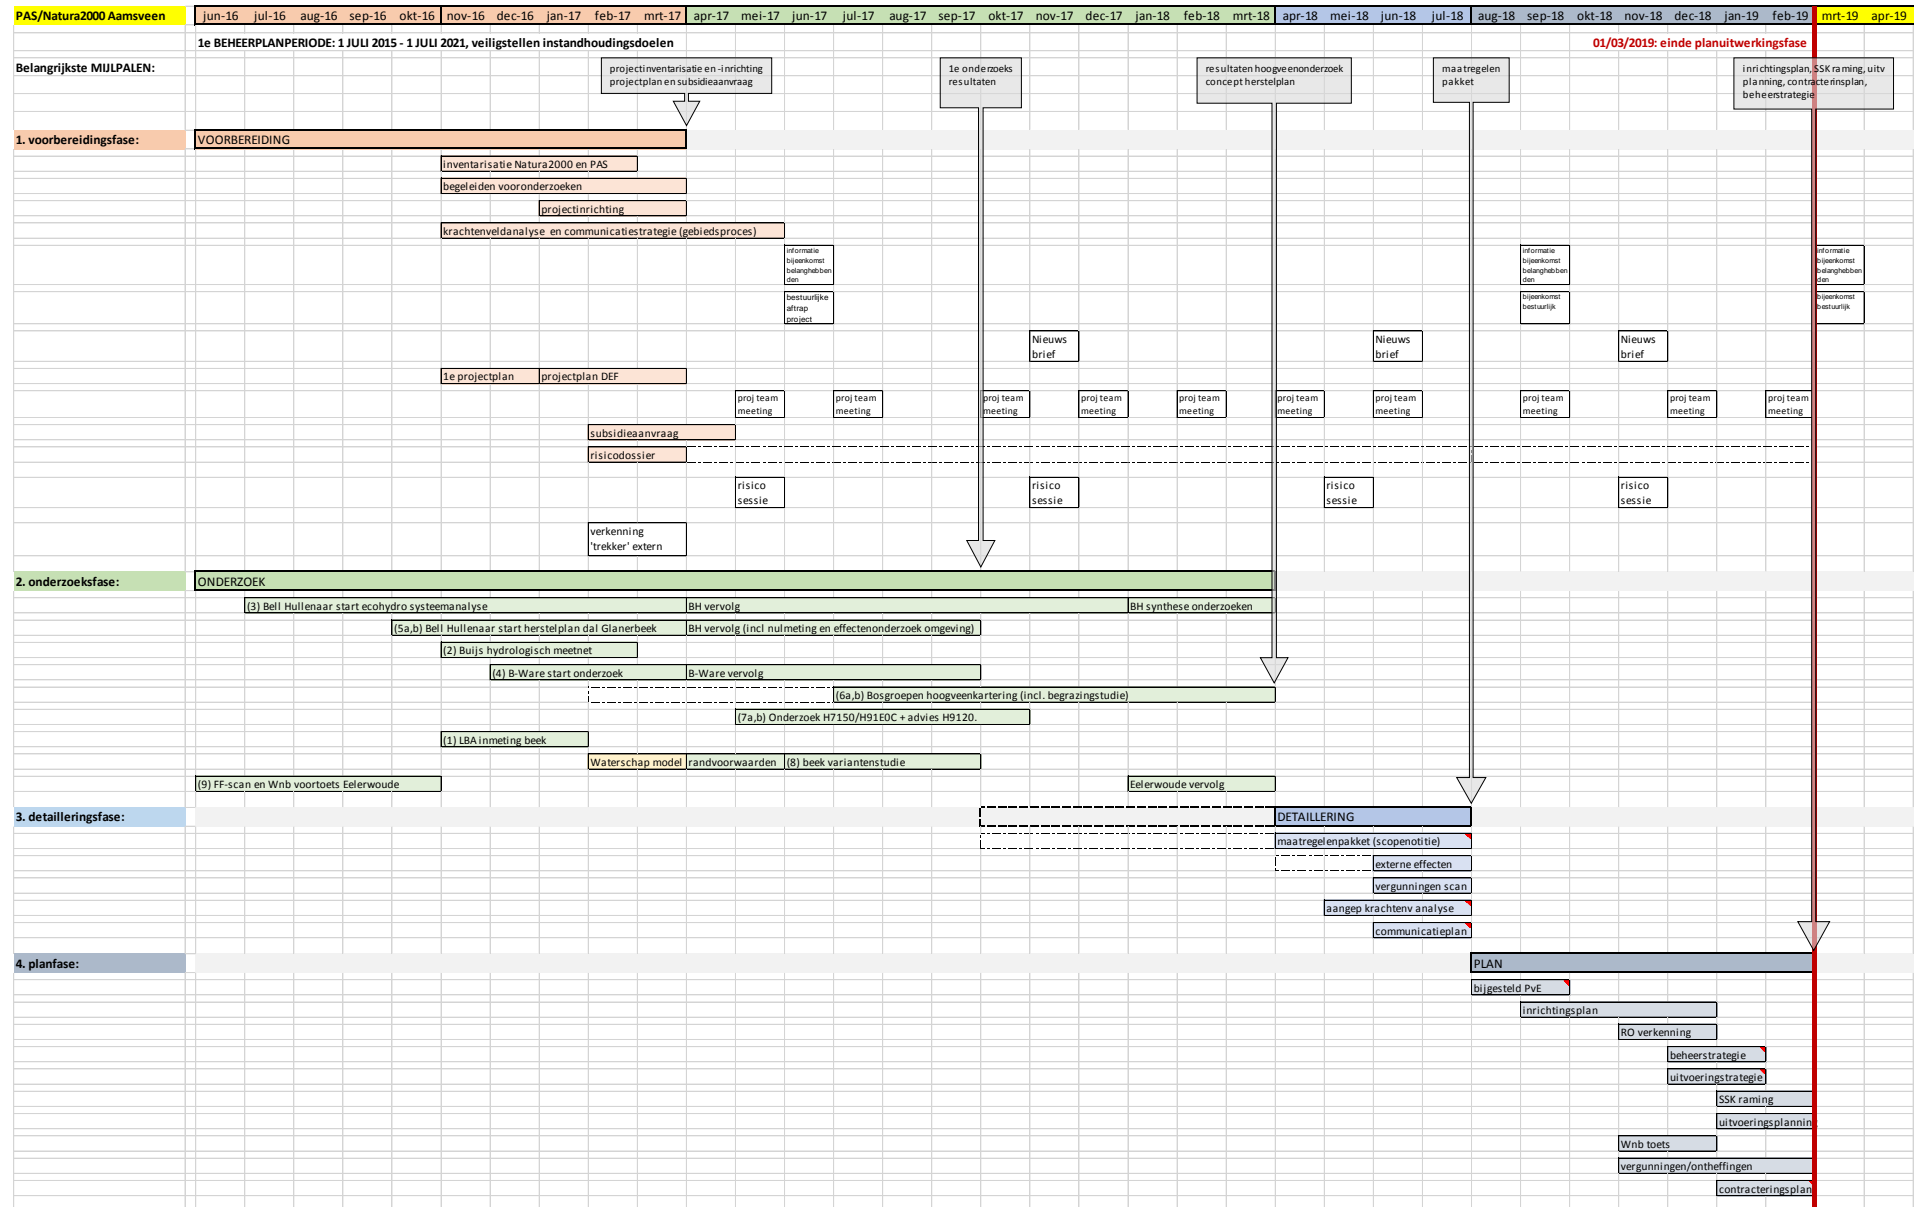 PAS/Natura2000 Aamsveen jun-16 jul-16 aug-16 sep-16 okt-16 nov-16 dec-16 jan-17 feb-17 mrt-17 apr-17 mei-17 jun-17 jul-17 aug-17 sep-17 okt-17 nov-17 dec-17 jan-18 feb-18 mrt-18 apr-18 mei-18 jun-18 jul-18 aug-18 sep-18 okt-18 nov-18 dec-18 jan-19 feb-19 mrt-19 apr-19
1e BEHEERPLANPERIODE: 1 JULI 2015 - 1 JULI 2021, veiligstellen instandhoudingsdoelen
01/03/2019: einde planuitwerkingsfase
Belangrijkste MIJLPALEN:
projectinventarisatie en -inrichting
projectplan en subsidieaanvraag
1e onderzoeks
resultaten
resultaten hoogveenonderzoek
concept herstelplan
maatregelen
pakket
inrichtingsplan, SSK raming, uitv
planning, contracterinsplan,
beheerstrategie
1. voorbereidingsfase:
VOORBEREIDING
inventarisatie Natura2000 en PAS
begeleiden vooronderzoeken
projectinrichting
krachtenveldanalyse en communicatiestrategie (gebiedsproces)
informatie
bijeenkomst
belanghebben
den
informatie
bijeenkomst
belanghebben
den
informatie
bijeenkomst
belanghebben
den
bestuurlijke
aftrap
project
bijeenkomst
bestuurlijk
bijeenkomst
bestuurlijk
Nieuws
brief
Nieuws
brief
Nieuws
brief
1e projectplan
projectplan DEF
proj team
meeting
proj team
meeting
proj team
meeting
proj team
meeting
proj team
meeting
proj team
meeting
proj team
meeting
proj team
meeting
proj team
meeting
proj team
meeting
subsidieaanvraag
risicodossier
risico
sessie
risico
sessie
risico
sessie
risico
sessie
verkenning
'trekker' extern
2. onderzoeksfase:
ONDERZOEK
(3) Bell Hullenaar start ecohydro systeemanalyse
BH vervolg
BH synthese onderzoeken
(5a,b) Bell Hullenaar start herstelplan dal Glanerbeek
BH vervolg (incl nulmeting en effectenonderzoek omgeving)
(2) Buijs hydrologisch meetnet
(4) B-Ware start onderzoek
B-Ware vervolg
(6a,b) Bosgroepen hoogveenkartering (incl. begrazingstudie)
(7a,b) Onderzoek H7150/H91E0C + advies H9120.
(1) LBA inmeting beek
Waterschap model
randvoorwaarden
(8) beek variantenstudie
(9) FF-scan en Wnb voortoets Eelerwoude
Eelerwoude vervolg
3. detailleringsfase:
DETAILLERING
maatregelenpakket (scopenotitie)
externe effecten
vergunningen scan
aangep krachtenv analyse
communicatieplan
4. planfase:
PLAN
bijgesteld PvE
inrichtingsplan
RO verkenning
beheerstrategie
uitvoeringstrategie
SSK raming
uitvoeringsplannin
Wnb toets
vergunningen/ontheffingen
contracteringsplan